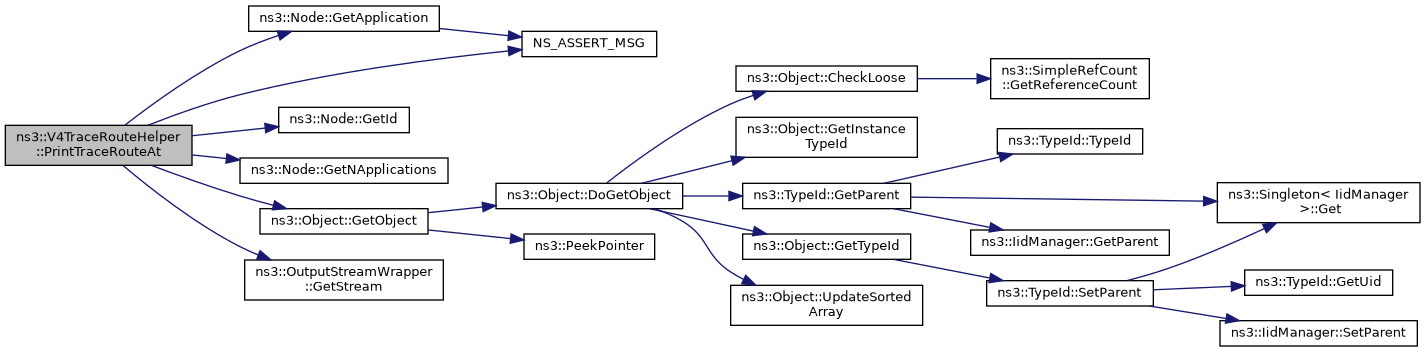 ns3::V4TraceRouteHelper
::PrintTraceRouteAt
ns3::Node::GetApplication
NS_ASSERT_MSG
ns3::Node::GetId
ns3::Node::GetNApplications
ns3::Object::GetObject
ns3::OutputStreamWrapper
::GetStream
ns3::Object::DoGetObject
ns3::PeekPointer
ns3::Object::CheckLoose
ns3::SimpleRefCount
::GetReferenceCount
ns3::Object::GetInstance
TypeId
ns3::TypeId::GetParent
ns3::TypeId::TypeId
ns3::Singleton< IidManager
>::Get
ns3::IidManager::GetParent
ns3::Object::GetTypeId
ns3::TypeId::SetParent
ns3::TypeId::GetUid
ns3::IidManager::SetParent
ns3::Object::UpdateSorted
Array